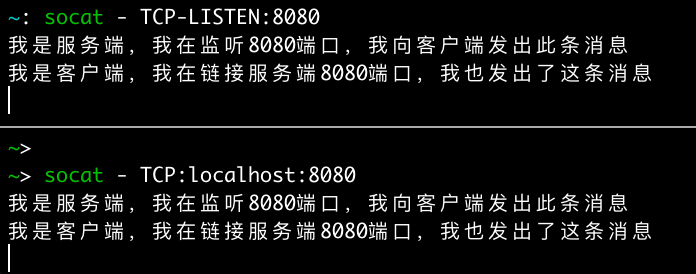 ~: socat - TCP-LISTEN:8080
我是服务端，我在监听8080端口，我向客户端发出此条消息
我是客户端，我在链接服务端8080端口，我也发出了这条消息
~>
~> socat - TCP:localhost:8080
我是服务端，我在监听8080端口，我向客户端发出此条消息
我是客户端，我在链接服务端8080端口，我也发出了这条消息